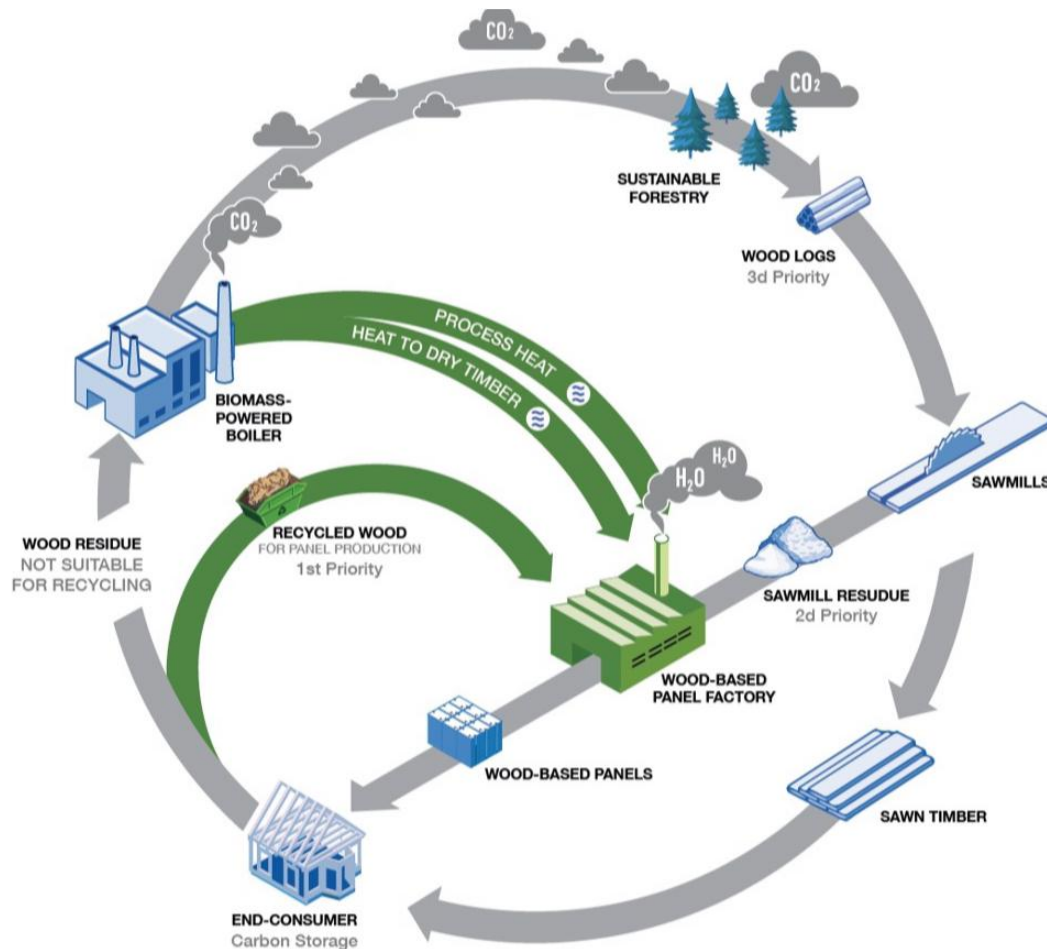 CO2
CO2
SUSTAINABLE
FORESTRY
WOOD LOGS
3d Priority
CO2
PROCESS HEAT
HEAT TO DRY TIMBER
BIOMASS-
POWERED
BOILER
H2O
H2O
SAWMILLS
RECYCLED WOOD
FOR PANEL PRODUCTION
1st Priority
WOOD RESIDUE
NOT SUITABLE
FOR RECYCLING
SAWMILL RESUDUE
2d Priority
WOOD-BASED
PANEL FACTORY
WOOD-BASED PANELS
SAWN TIMBER
END-CONSUMER
Carbon Storage